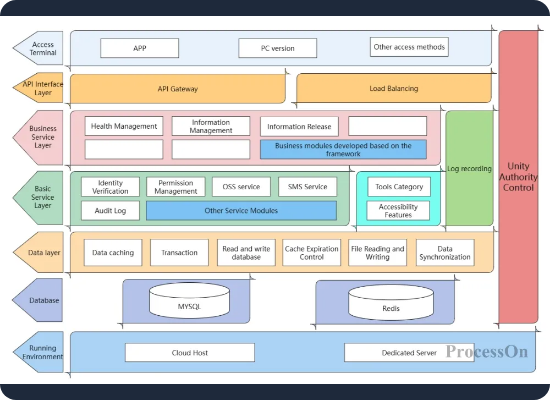 Access
Terminal
APP
PC version
Other access methods
API Interface
Layer
API Gateway
Load Balancing
Business
Service
Layer
Health Management
Information
Management
Information Release
Business modules developed based on the
framework
Log recording
Unity
Authority
Control
Basic
Service
Layer
Identity
Verification
Permission
Management
OSS service
SMS Service
Tools Category
Audit Log
Other Service Modules
Accessibility
Features
Data layer
Data caching
Transaction
Read and write
database
Cache Expiration
Control
File Reading and
Writing
Data
Synchronization
Database
MYSQL
Redis
Running
Environment
Cloud Host
Dedicated Server
ProcessOn